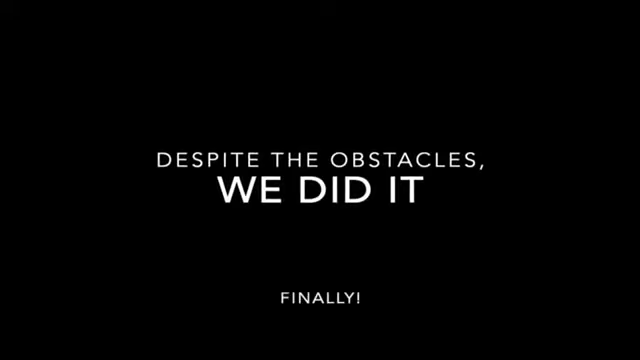 DESPITE THE OBSTACLES,
WE DID IT
FINALLY!